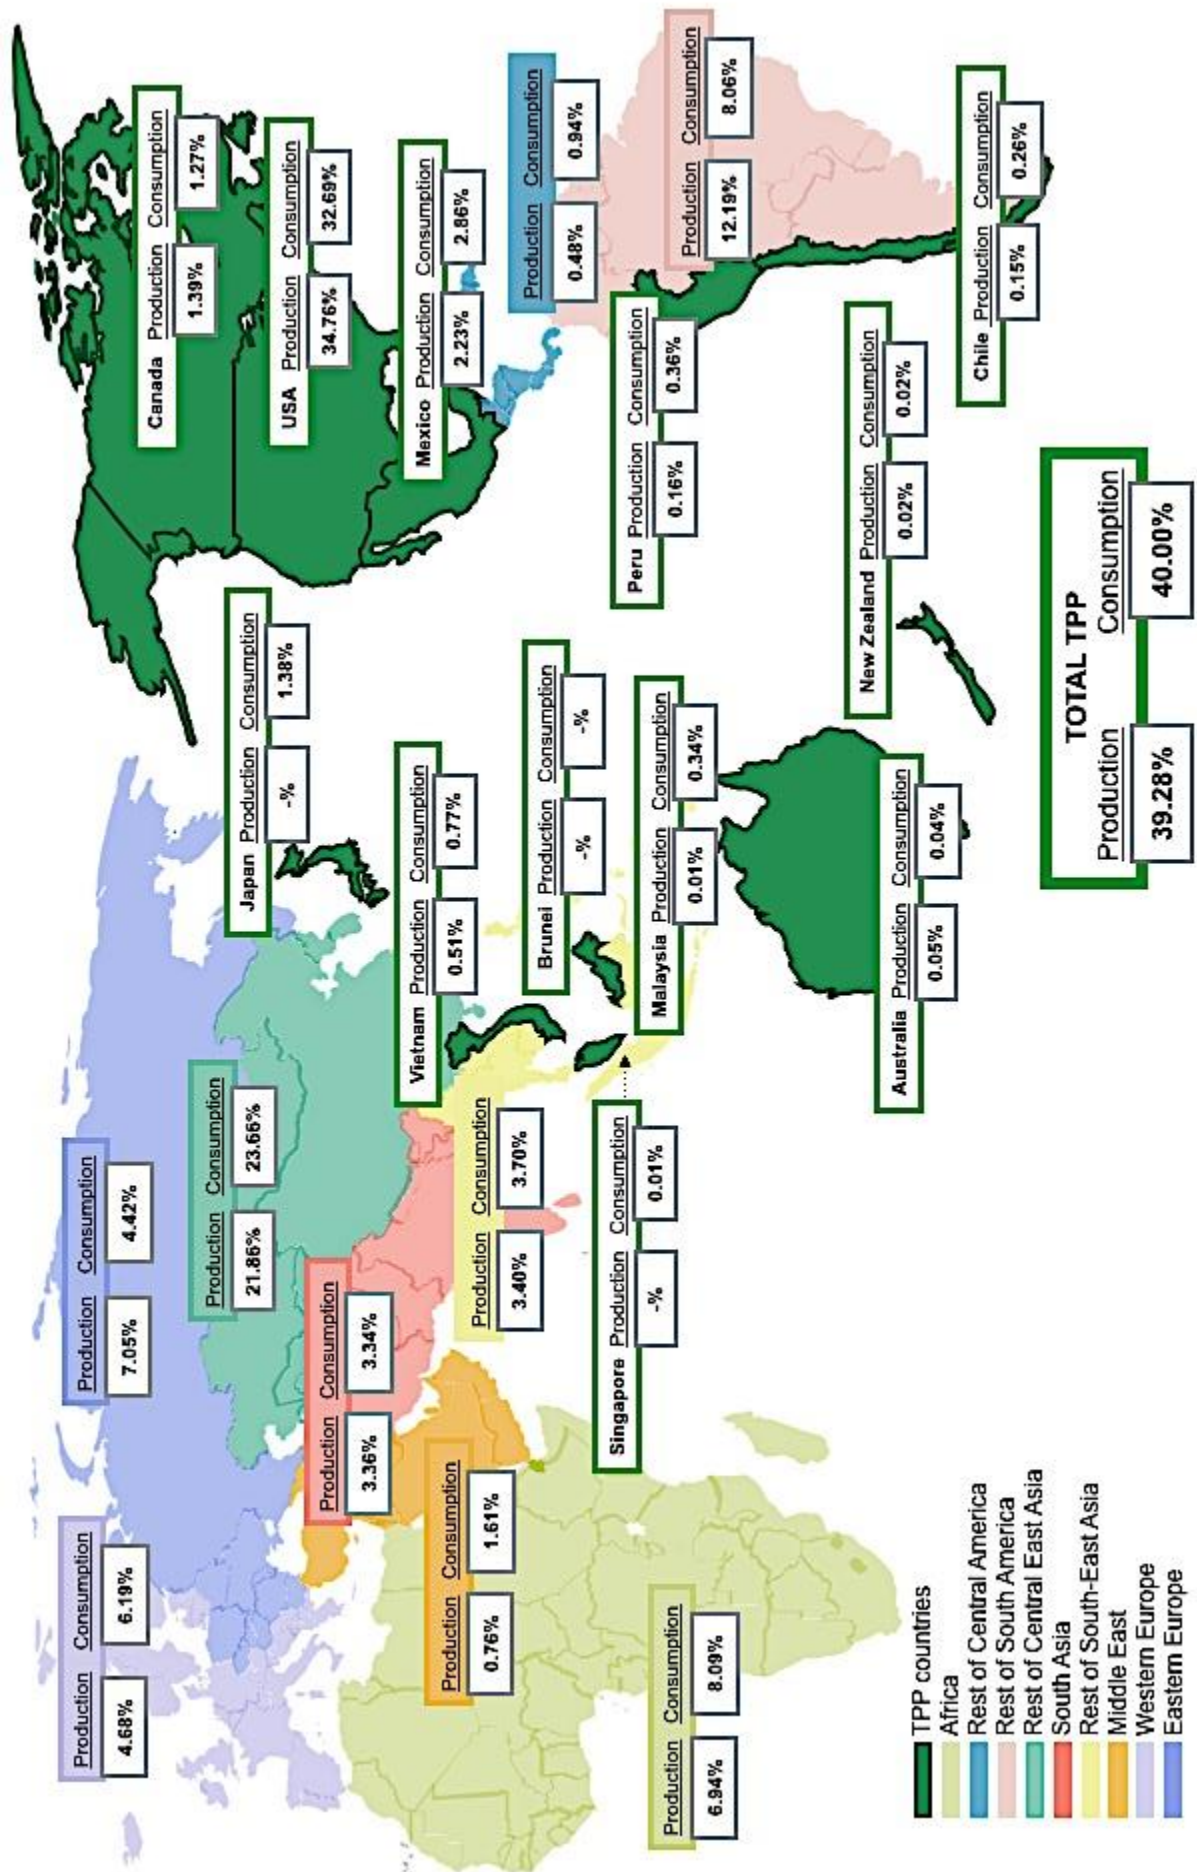 Production Consumption
4.68% 6.19%
Production Consumption
7.05% 4.42%
Production Consumption
21.86% 23.66%
Production Consumption
3.36% 3.34%
Production Consumption
0.76% 1.61%
Production Consumption
3.40% 3.70%
Production Consumption
6.94% 8.09%
Singapore Production Consumption
-% 0.01%
Japan Production Consumption
-% 1.38%
Vietnam Production Consumption
0.51% 0.77%
Brunei Production Consumption
-% -%
Malaysia Production Consumption
0.01% 0.34%
Australia Production Consumption
0.05% 0.04%
New Zealand Production Consumption
0.02% 0.02%
Canada Production Consumption
1.39% 1.27%
USA Production Consumption
34.76% 32.69%
Mexico Production Consumption
2.23% 2.86%
Production Consumption
0.48% 0.94%
Peru Production Consumption
0.16% 0.36%
Production Consumption
12.19% 8.06%
Chile Production Consumption
0.15% 0.26%
TOTAL TPP
Production Consumption
39.28% 40.00%
TPP countries
Africa
Rest of Central America
Rest of South America
Rest of Central East Asia
South Asia
Rest of South-East Asia
Middle East
Western Europe
Eastern Europe